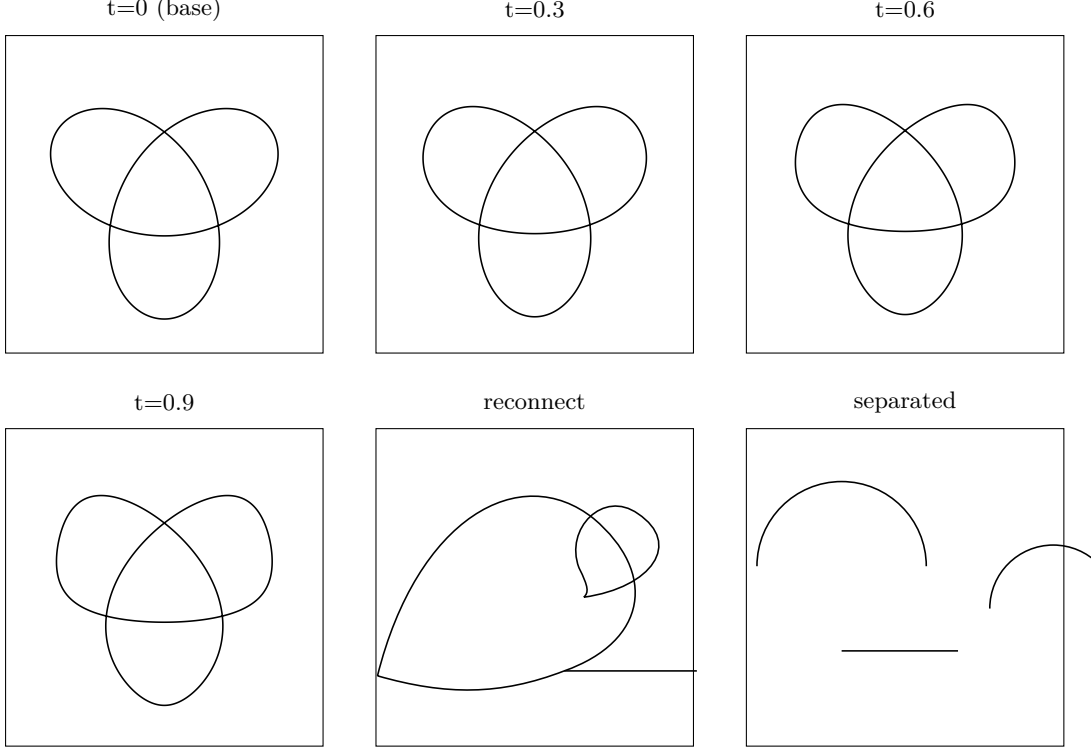 t=0 (base)
t=0.3
t=0.6
t=0.9
reconnect
separated